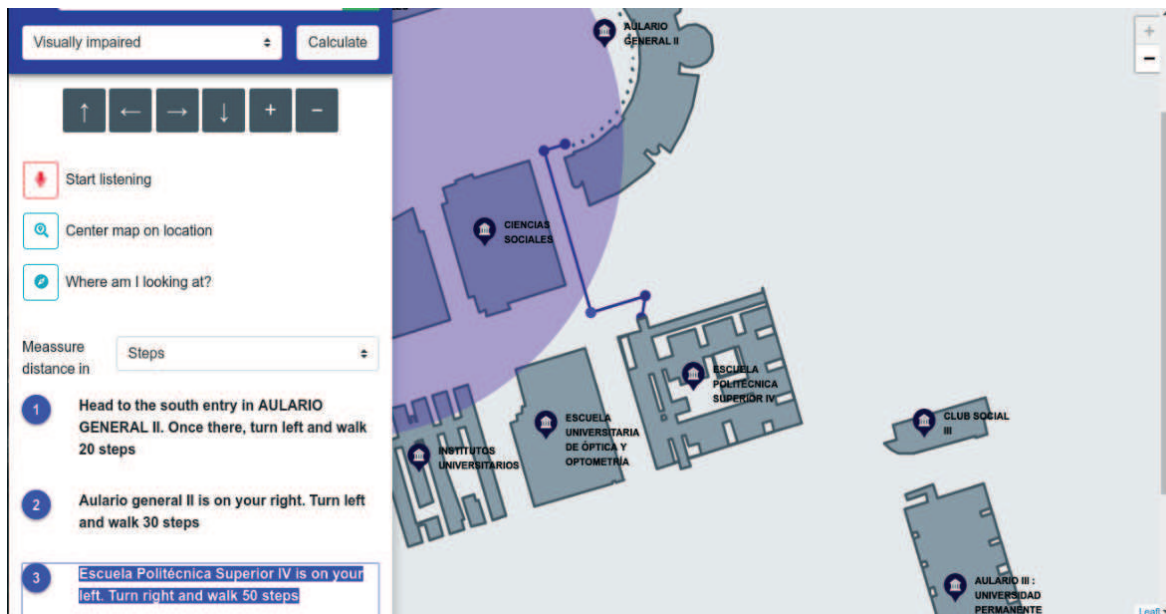 Visually impaired
Calculate
↑ ← → ↓ + −
Start listening
Center map on location
Where am I looking at?
Meassure
distance in
Steps
1
Head to the south entry in AULARIO
GENERAL II. Once there, turn left and walk
20 steps
2
Aulario general II is on your right. Turn left
and walk 30 steps
3
Escuela Politécnica Superior IV is on your
left. Turn right and walk 50 steps
AULARIO
GENERAL II
CIENCIAS
SOCIALES
ESCUELA
POLITÉCNICA
SUPERIOR IV
ESCUELA
UNIVERSITARIA
DE ÓPTICA Y
OPTOMETRÍA
INSTITUTOS
UNIVERSITARIOS
CLUB SOCIAL
III
AULARIO III :
UNIVERSIDAD
PERMANENTE
+
−
Leafl